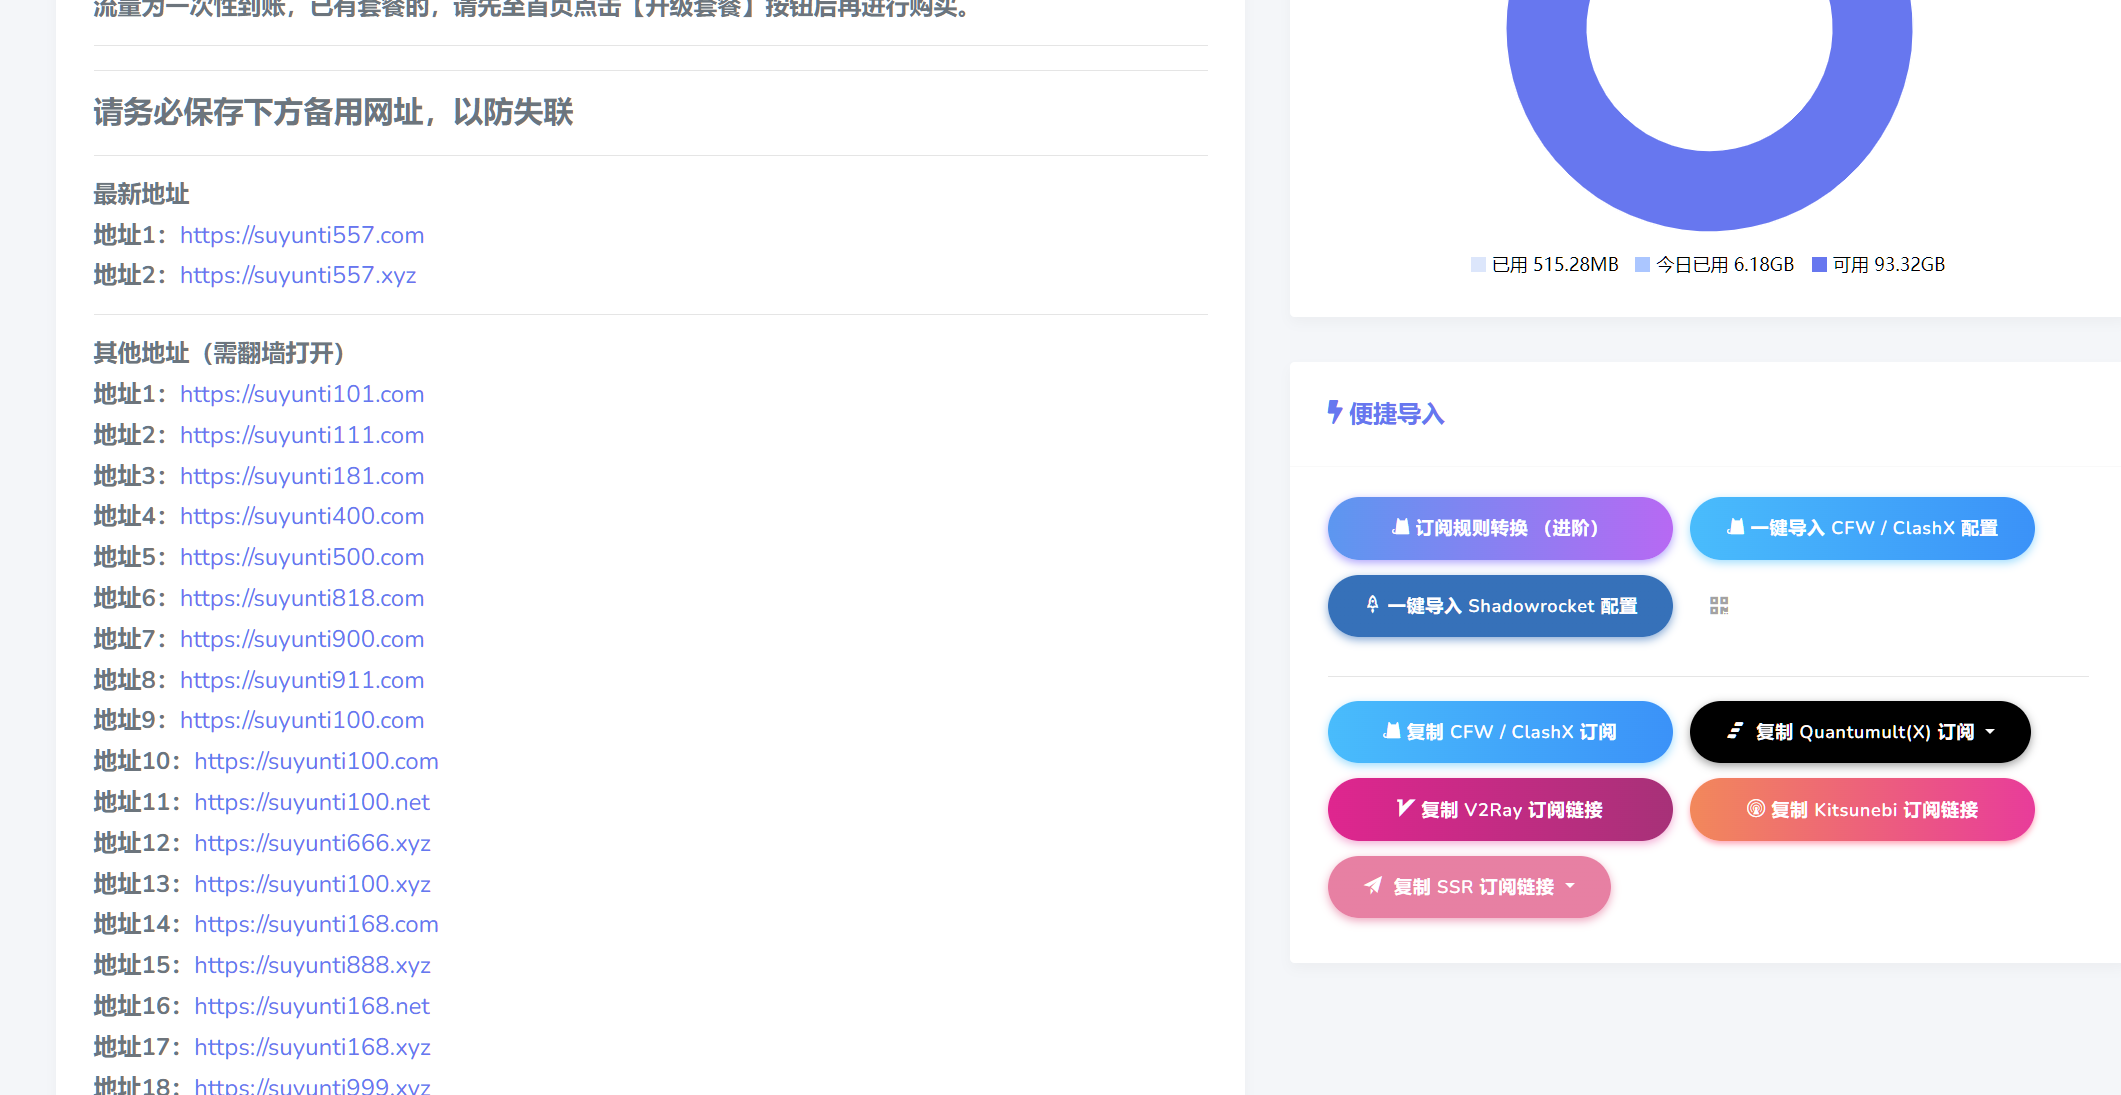 流量为一次性到账，已有套餐的，请先至首页点击【升级套餐】按钮后再进行购买。
请务必保存下方备用网址，以防失联
最新地址
地址1：https://suyunti557.com
地址2：https://suyunti557.xyz
其他地址（需翻墙打开）
地址1：https://suyunti101.com
地址2：https://suyunti111.com
地址3：https://suyunti181.com
地址4：https://suyunti400.com
地址5：https://suyunti500.com
地址6：https://suyunti818.com
地址7：https://suyunti900.com
地址8：https://suyunti911.com
地址9：https://suyunti100.com
地址10：https://suyunti100.com
地址11：https://suyunti100.net
地址12：https://suyunti666.xyz
地址13：https://suyunti100.xyz
地址14：https://suyunti168.com
地址15：https://suyunti888.xyz
地址16：https://suyunti168.net
地址17：https://suyunti168.xyz
地址18：https://suyunti999.xyz
已用 515.28MB 今日已用 6.18GB 可用 93.32GB
便捷导入
订阅规则转换 （进阶） 一键导入 CFW / ClashX 配置
一键导入 Shadowrocket 配置
复制 CFW / ClashX 订阅 复制 Quantumult(X) 订阅
复制 V2Ray 订阅链接 复制 Kitsunebi 订阅链接
复制 SSR 订阅链接